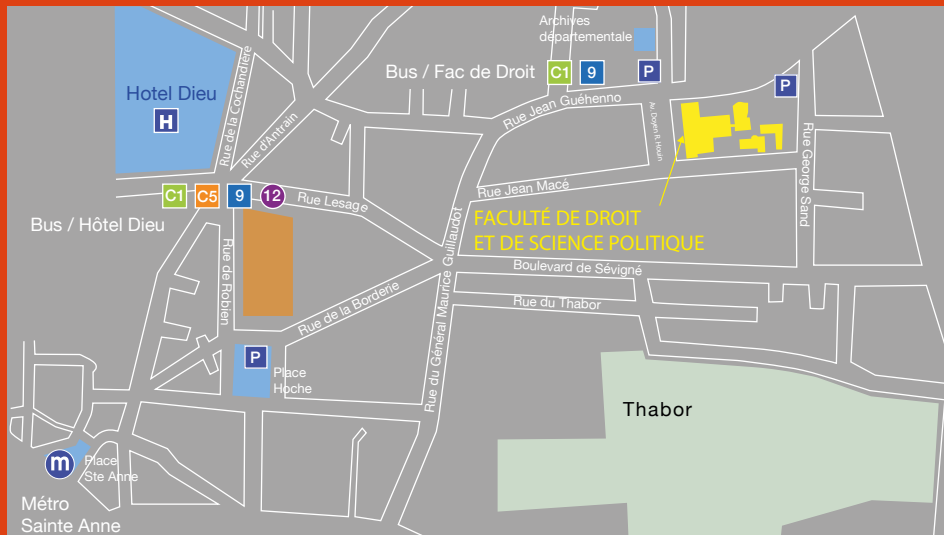 Archives
départementale
Bus / Fac de Droit
C1
9
P
P
Hotel Dieu
H
Rue de la Cochardière
Rue d'Antrain
Rue Jean Guéhenno
Av. Doyen R. Houin
Rue George Sand
C1
C5
9
12
Rue Lesage
Rue Jean Macé
Bus / Hôtel Dieu
FACULTÉ DE DROIT
ET DE SCIENCE POLITIQUE
Rue de Robien
Boulevard de Sévigné
Rue du Thabor
Rue de la Borderie
Rue du Général Maurice Guillaudot
P
Place
Hoche
Thabor
m
Place
Ste Anne
Métro
Sainte Anne